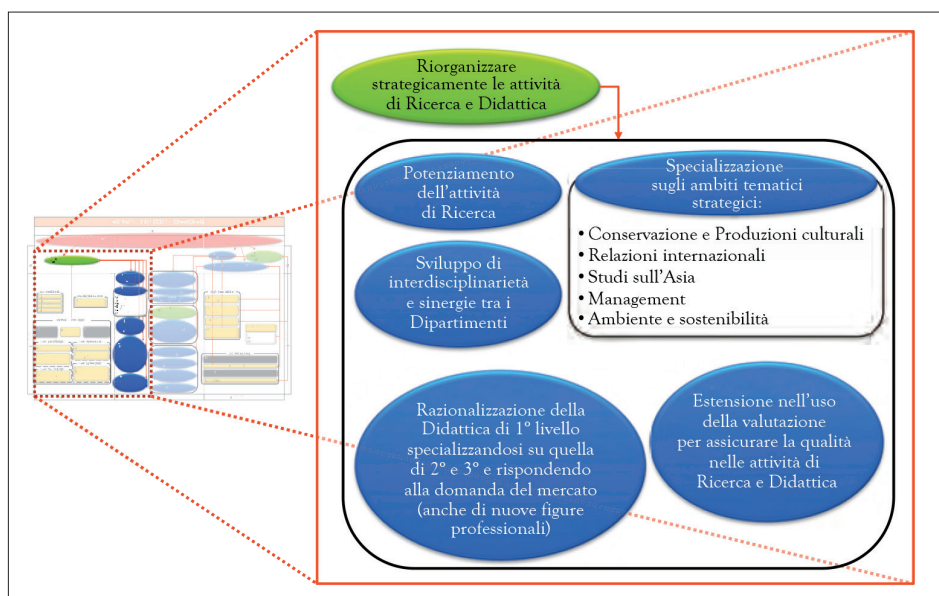 Riorganizzare
strategicamente le attività
di Ricerca e Didattica
Potenziamento
dell'attività
di Ricerca
Specializzazione
sugli ambiti tematici
strategici:
• Conservazione e Produzioni culturali
• Relazioni internazionali
• Studi sull'Asia
• Management
• Ambiente e sostenibilità
Sviluppo di
interdisciplinarietà
e sinergie tra i
Dipartimenti
Razionalizzazione della
Didattica di 1° livello
specializzandosi su quella
di 2° e 3° e rispondendo
alla domanda del mercato
(anche di nuove figure
professionali)
Estensione nell'uso
della valutazione
per assicurare la qualità
nelle attività di
Ricerca e Didattica